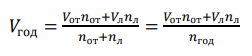 V_год = (V_от n_от + V_л n_л) / (n_от + n_л) = (V_от n_от + V_л n_л) / n_год